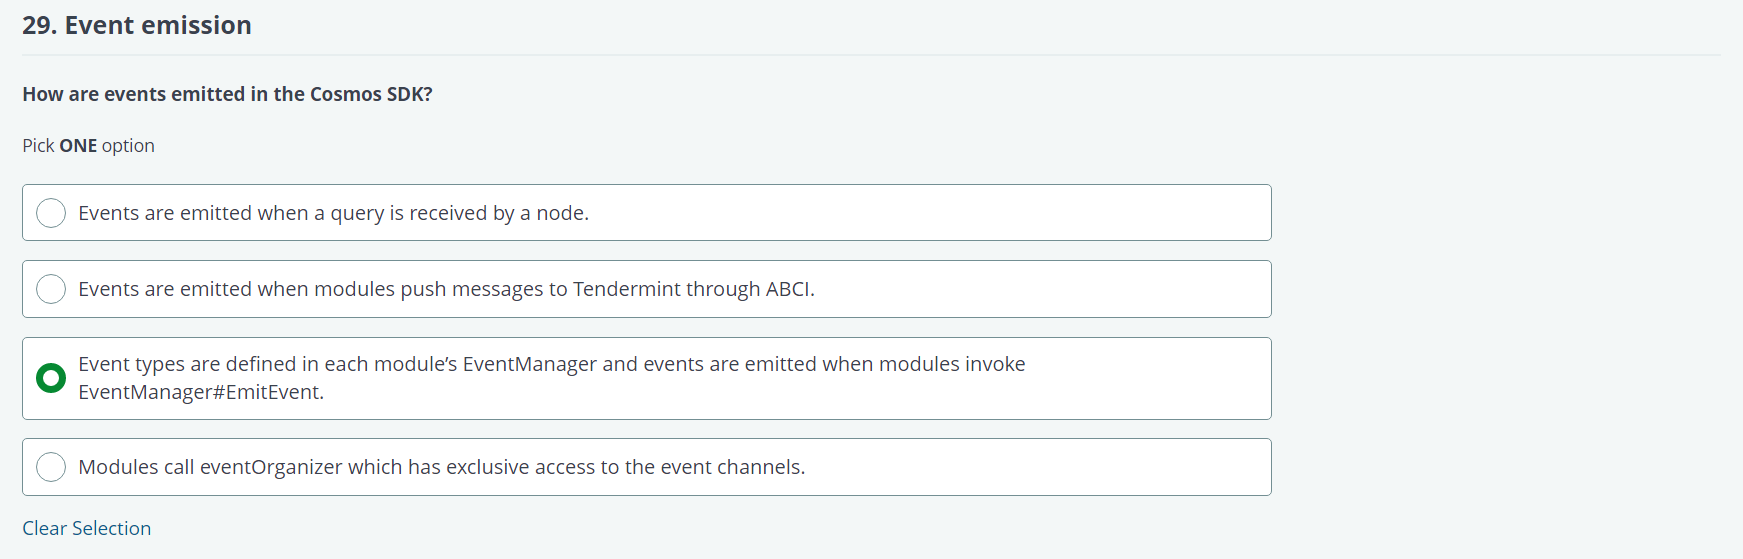 29. Event emission
How are events emitted in the Cosmos SDK?
Pick ONE option
Events are emitted when a query is received by a node.
Events are emitted when modules push messages to Tendermint through ABCI.
Event types are defined in each module’s EventManager and events are emitted when modules invoke
EventManager#EmitEvent.
Modules call eventOrganizer which has exclusive access to the event channels.
Clear Selection